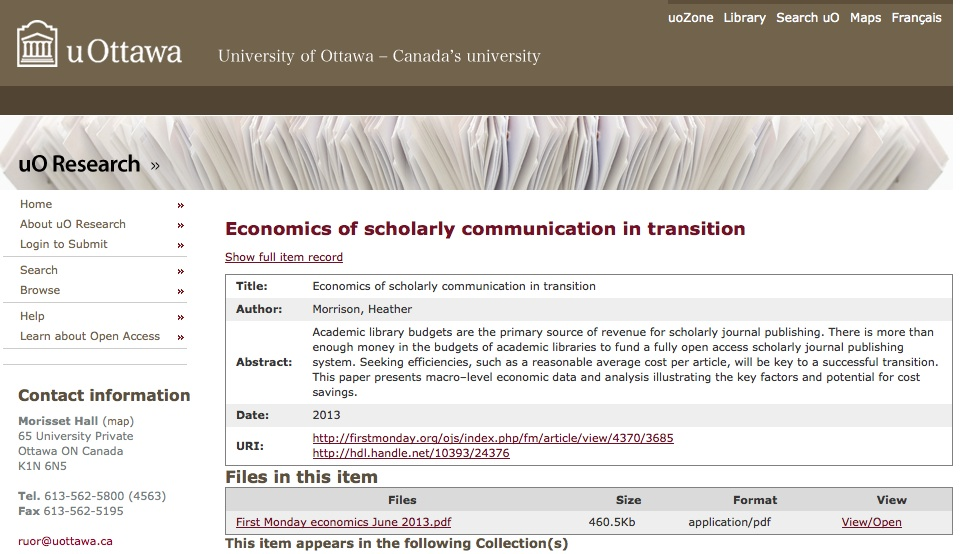 uoZone Library Search uO Maps Français
uOttawa
University of Ottawa – Canada's university
uO Research »
Home »
About uO Research »
Login to Submit »
Search »
Browse »
Help »
Learn about Open Access »
Contact information
Morisset Hall (map)
65 University Private
Ottawa ON Canada
K1N 6N5
Tel. 613-562-5800 (4563)
Fax 613-562-5195
ruor@uottawa.ca
Economics of scholarly communication in transition
Show full item record
Title: Economics of scholarly communication in transition
Author: Morrison, Heather
Abstract: Academic library budgets are the primary source of revenue for scholarly journal publishing. There is more than
enough money in the budgets of academic libraries to fund a fully open access scholarly journal publishing
system. Seeking efficiencies, such as a reasonable average cost per article, will be key to a successful transition.
This paper presents macro–level economic data and analysis illustrating the key factors and potential for cost
savings.
Date: 2013
URI: http://firstmonday.org/ojs/index.php/fm/article/view/4370/3685
http://hdl.handle.net/10393/24376
Files in this item
Files Size Format View
First Monday economics June 2013.pdf 460.5Kb application/pdf View/Open
This item appears in the following Collection(s)